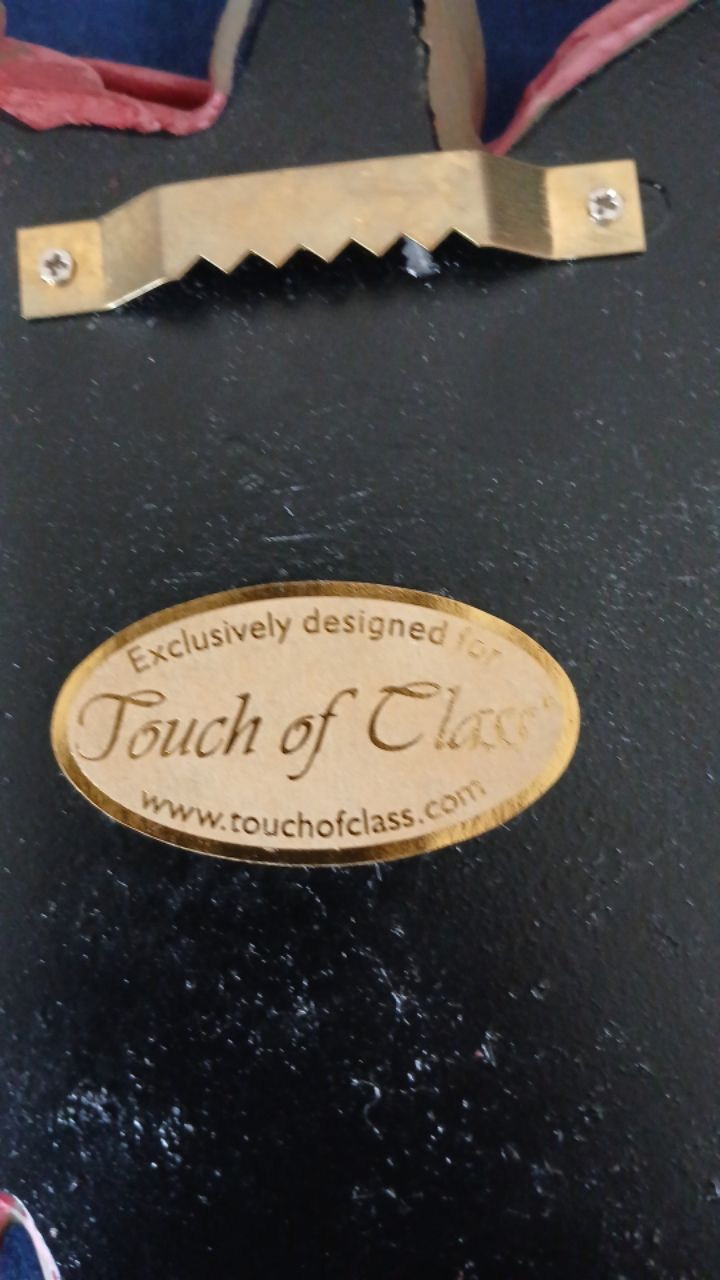 Exclusively designed for
Touch of Class®
www.touchofclass.com